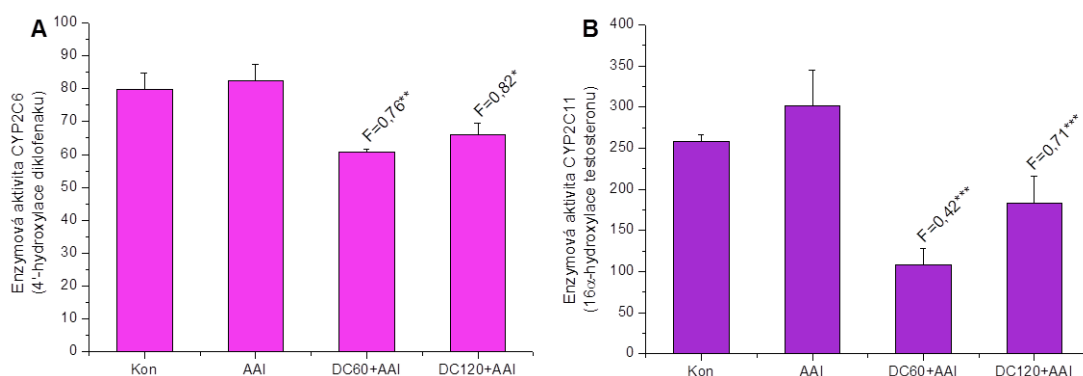 A
Enzymová aktivita CYP2C6
(4'-hydroxylace diklofenaku)
100
90
80
70
60
50
40
30
20
10
0
F=0,76**
F=0,82*
Kon
AAI
DC60+AAI
DC120+AAI
B
Enzymová aktivita CYP2C11
(16α-hydroxylace testosteronu)
400
350
300
250
200
150
100
50
0
F=0,42***
F=0,71***
Kon
AAI
DC60+AAI
DC120+AAI